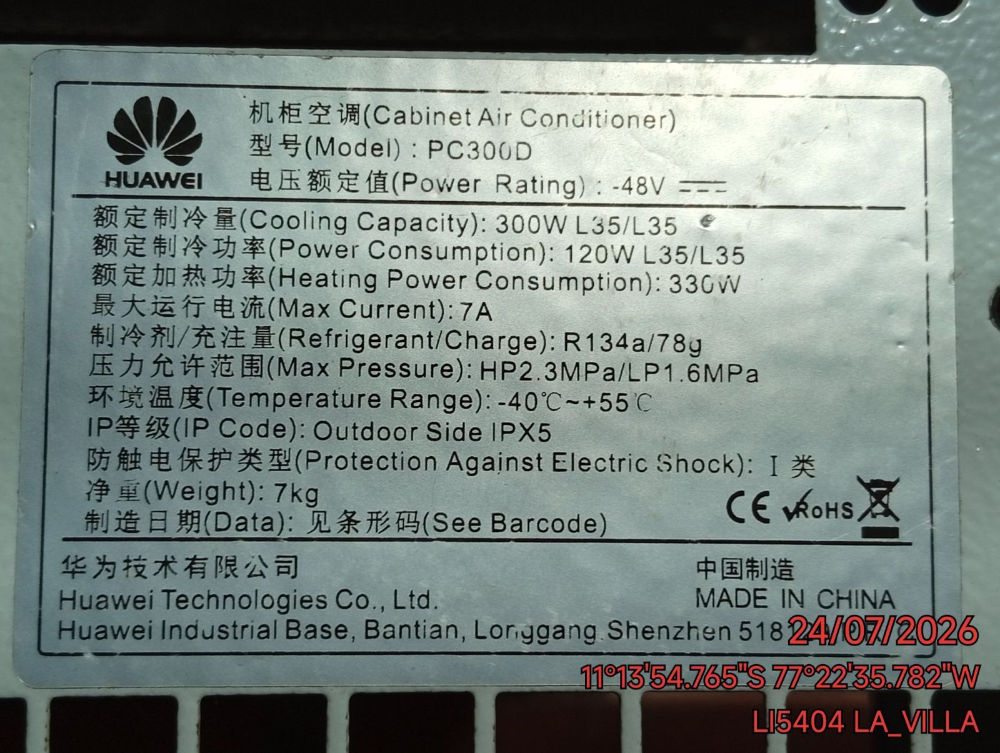 HUAWEI
机柜空调(Cabinet Air Conditioner)
型号(Model) : PC300D
电压额定值(Power Rating) : -48V
额定制冷量(Cooling Capacity): 300W L35/L35
额定制冷功率(Power Consumption): 120W L35/L35
额定加热功率(Heating Power Consumption): 330W
最大运行电流(Max Current): 7A
制冷剂/充注量(Refrigerant/Charge): R134a/78g
压力允许范围(Max Pressure): HP2.3MPa/LP1.6MPa
环境温度(Temperature Range): -40℃~+55℃
IP等级(IP Code): Outdoor Side IPX5
防触电保护类型(Protection Against Electric Shock): I 类
净重(Weight): 7kg
制造日期(Data): 见条形码(See Barcode)
CE RoHS
华为技术有限公司
中国制造
Huawei Technologies Co., Ltd.
MADE IN CHINA
Huawei Industrial Base, Bantian, Longgang Shenzhen
24/07/2026
11°13'54.765"S 77°22'35.782"W
LI5404 LA_VILLA